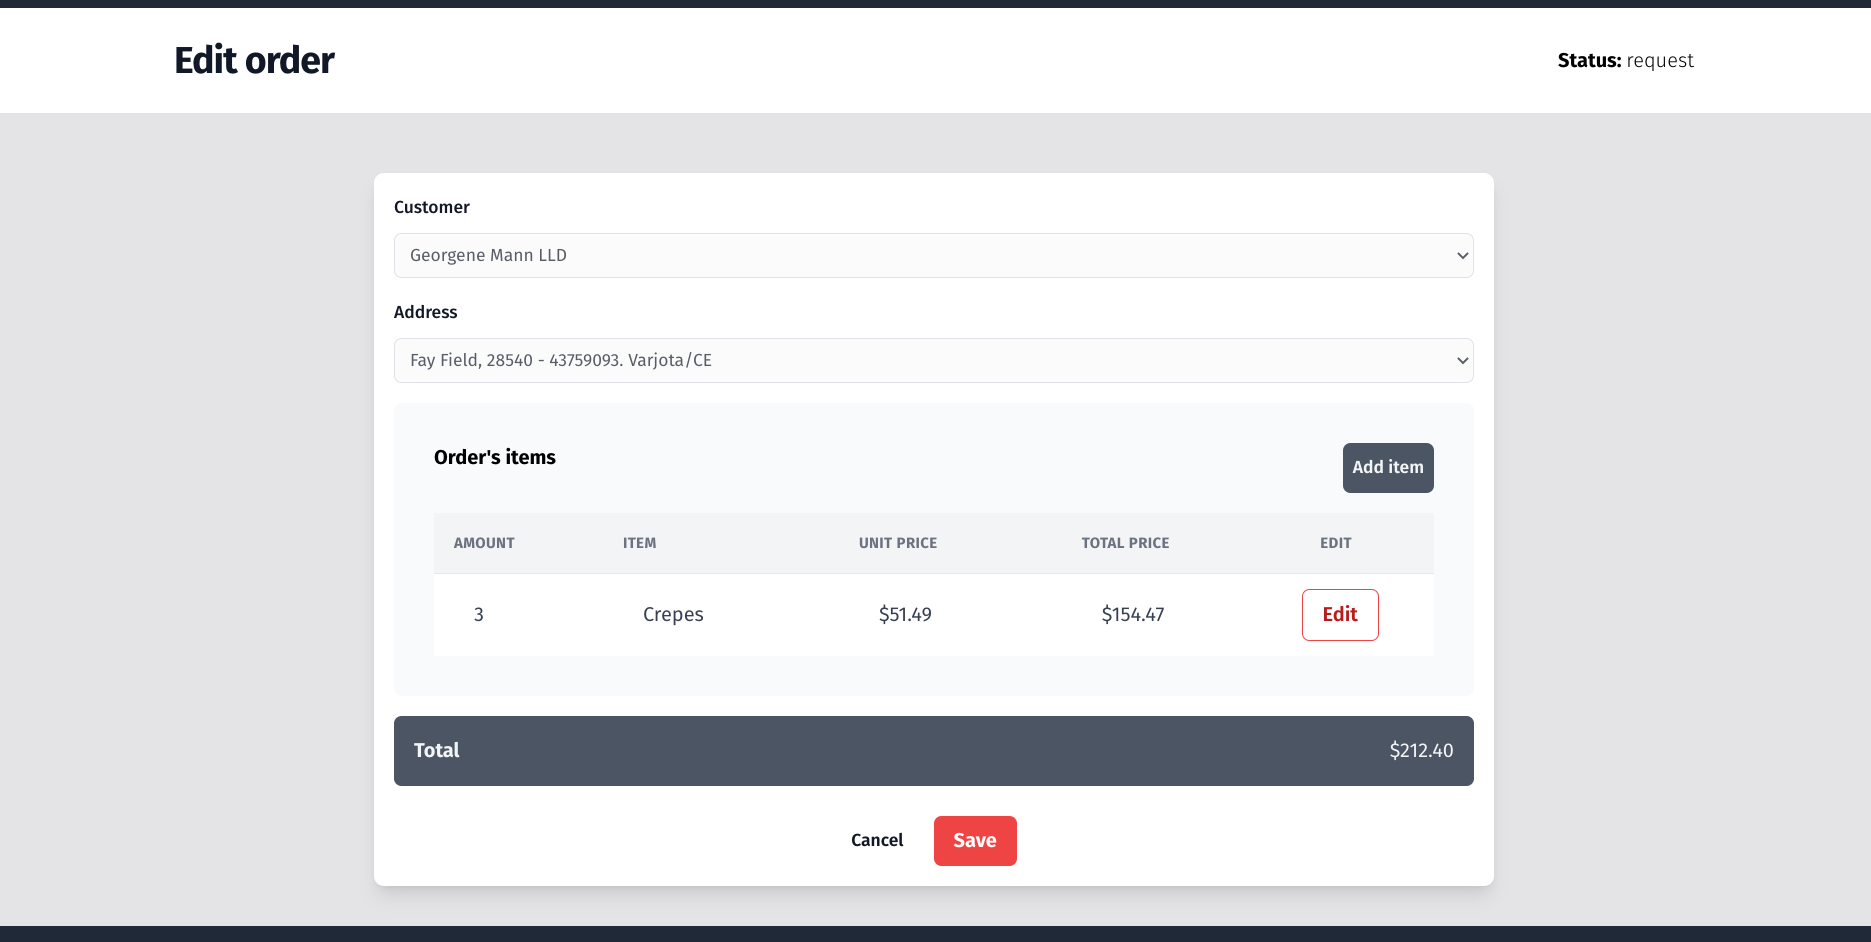 Edit order
Status: request
Customer
Georgene Mann LLD
Address
Fay Field, 28540 - 43759093. Varjota/CE
Order's items
Add item
AMOUNT ITEM UNIT PRICE TOTAL PRICE EDIT
3 Crepes $51.49 $154.47 Edit
Total $212.40
Cancel Save